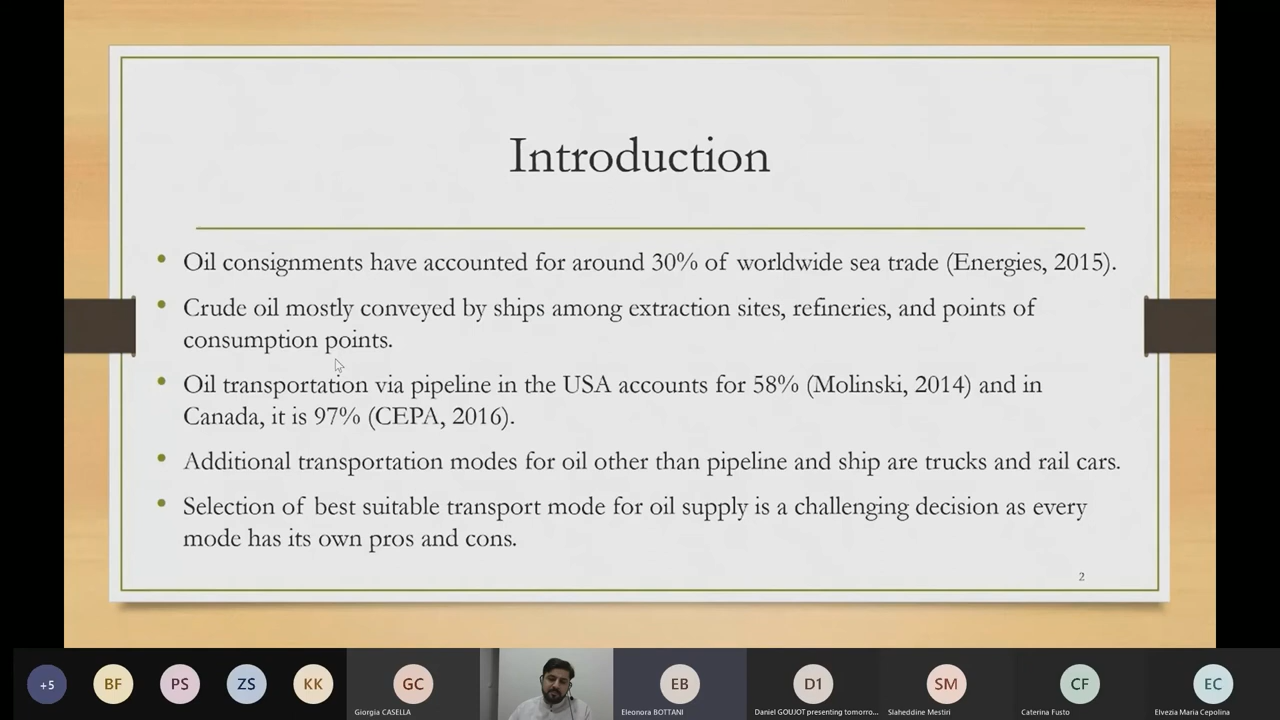 Introduction
Oil consignments have accounted for around 30% of worldwide sea trade (Energies, 2015).
Crude oil mostly conveyed by ships among extraction sites, refineries, and points of
consumption points.
Oil transportation via pipeline in the USA accounts for 58% (Molinski, 2014) and in
Canada, it is 97% (CEPA, 2016).
Additional transportation modes for oil other than pipeline and ship are trucks and rail cars.
Selection of best suitable transport mode for oil supply is a challenging decision as every
mode has its own pros and cons.
2
+5 BF PS ZS KK GC EB D1 SM CF EC
Giorgia CASELLA Eleonora BOTTANI Daniel GOUJOT presenting tomorro... Slaheddine Mestiri Caterina Fusto Elvezia Maria Cepolina